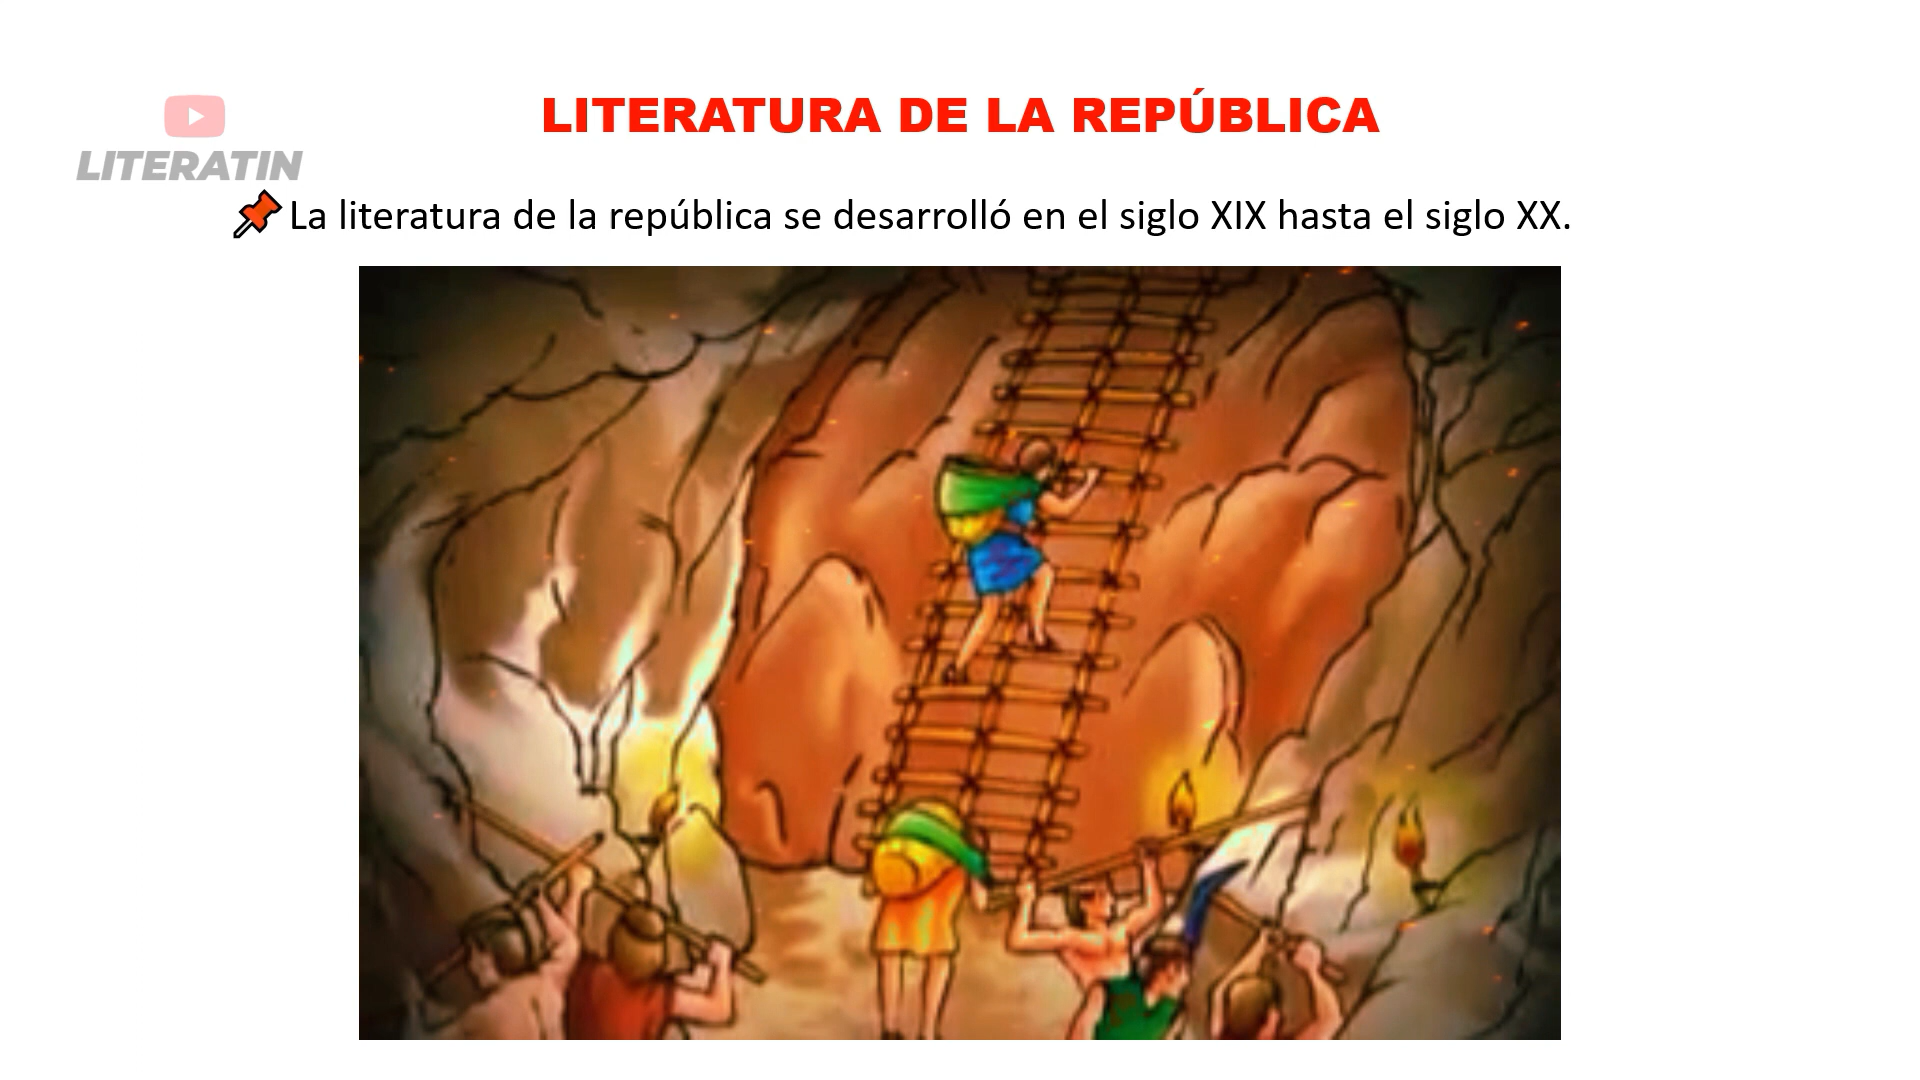 LITERATURA DE LA REPÚBLICA
LITERATIN
La literatura de la república se desarrolló en el siglo XIX hasta el siglo XX.